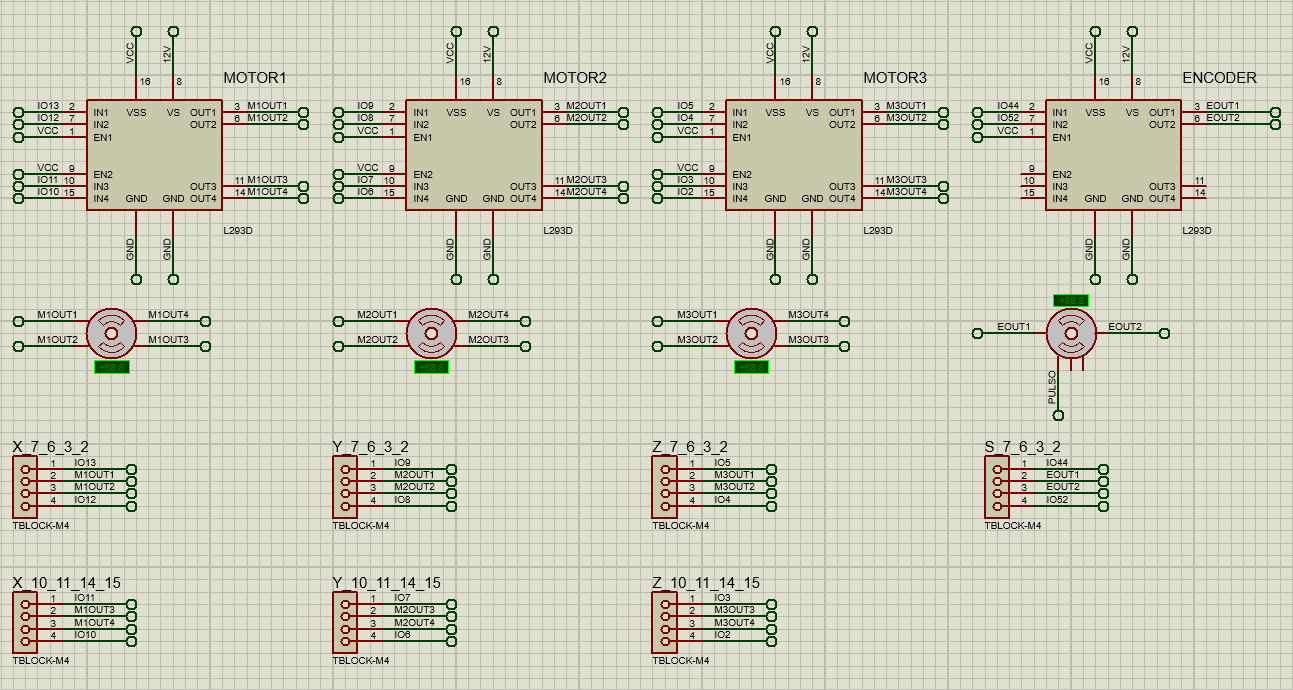 VCC 12V VCC 12V VCC 12V VCC 12V
16 8 MOTOR1 16 8 MOTOR2 16 8 MOTOR3 16 8 ENCODER
IO13 2 IN1 VSS VS OUT1 3 M1OUT1 IO9 2 IN1 VSS VS OUT1 3 M2OUT1 IO5 2 IN1 VSS VS OUT1 3 M3OUT1 IO44 2 IN1 VSS VS OUT1 3 EOUT1
IO12 7 IN2 OUT2 6 M1OUT2 IO8 7 IN2 OUT2 6 M2OUT2 IO4 7 IN2 OUT2 6 M3OUT2 IO52 7 IN2 OUT2 6 EOUT2
VCC 1 EN1 VCC 1 EN1 VCC 1 EN1 VCC 1 EN1
VCC 9 EN2 VCC 9 EN2 VCC 9 EN2 9 EN2
IO11 10 IN3 OUT3 11 M1OUT3 IO7 10 IN3 OUT3 11 M2OUT3 IO3 10 IN3 OUT3 11 M3OUT3 10 IN3 OUT3 11
IO10 15 IN4 GND GND OUT4 14 M1OUT4 IO6 15 IN4 GND GND OUT4 14 M2OUT4 IO2 15 IN4 GND GND OUT4 14 M3OUT4 15 IN4 GND GND OUT4 14
L293D L293D L293D L293D
GND GND GND GND GND GND GND GND
+88.8
M1OUT1 M1OUT4 M2OUT1 M2OUT4 M3OUT1 M3OUT4 EOUT1 EOUT2
M1OUT2 M1OUT3 M2OUT2 M2OUT3 M3OUT2 M3OUT3
+88.8 +88.8 +88.8
PULSO
X_7_6_3_2 Y_7_6_3_2 Z_7_6_3_2 S_7_6_3_2
1 IO13 1 IO9 1 IO5 1 IO44
2 M1OUT1 2 M2OUT1 2 M3OUT1 2 EOUT1
3 M1OUT2 3 M2OUT2 3 M3OUT2 3 EOUT2
4 IO12 4 IO8 4 IO4 4 IO52
TBLOCK-M4 TBLOCK-M4 TBLOCK-M4 TBLOCK-M4
X_10_11_14_15 Y_10_11_14_15 Z_10_11_14_15
1 IO11 1 IO7 1 IO3
2 M1OUT3 2 M2OUT3 2 M3OUT3
3 M1OUT4 3 M2OUT4 3 M3OUT4
4 IO10 4 IO6 4 IO2
TBLOCK-M4 TBLOCK-M4 TBLOCK-M4